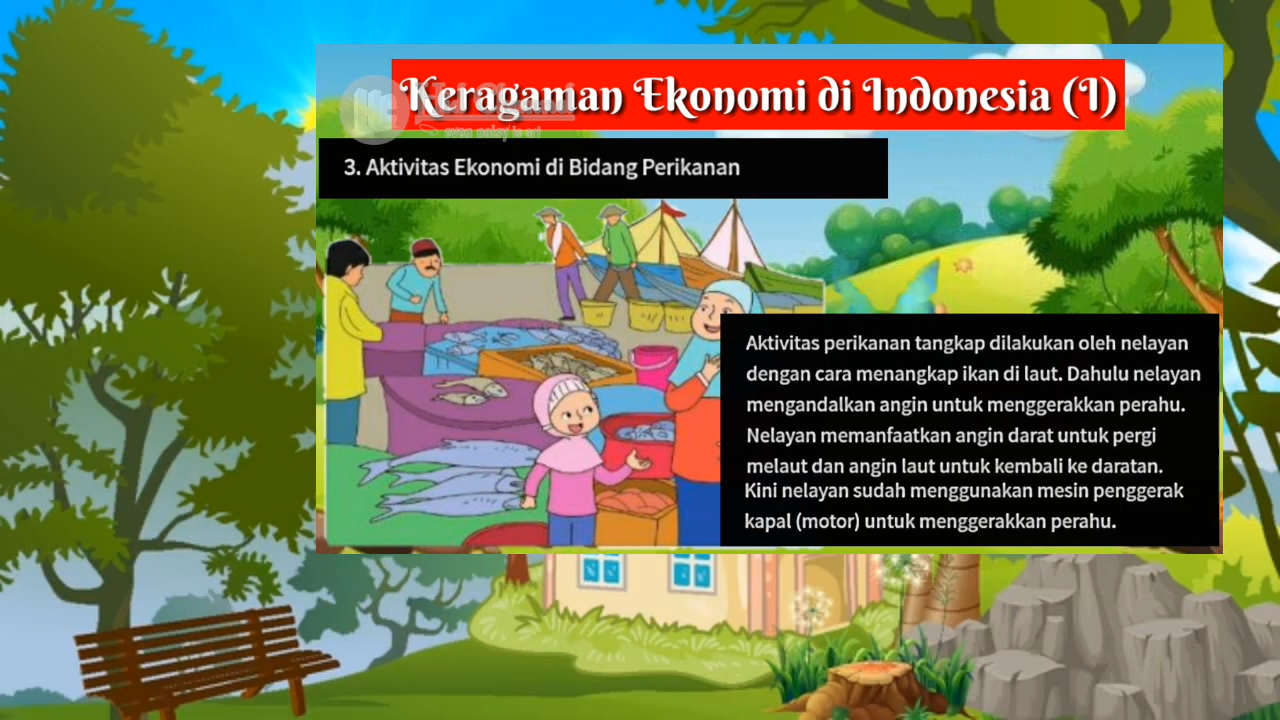 Keragaman Ekonomi di Indonesia (I)
3. Aktivitas Ekonomi di Bidang Perikanan
Aktivitas perikanan tangkap dilakukan oleh nelayan
dengan cara menangkap ikan di laut. Dahulu nelayan
mengandalkan angin untuk menggerakkan perahu.
Nelayan memanfaatkan angin darat untuk pergi
melaut dan angin laut untuk kembali ke daratan.
Kini nelayan sudah menggunakan mesin penggerak
kapal (motor) untuk menggerakkan perahu.